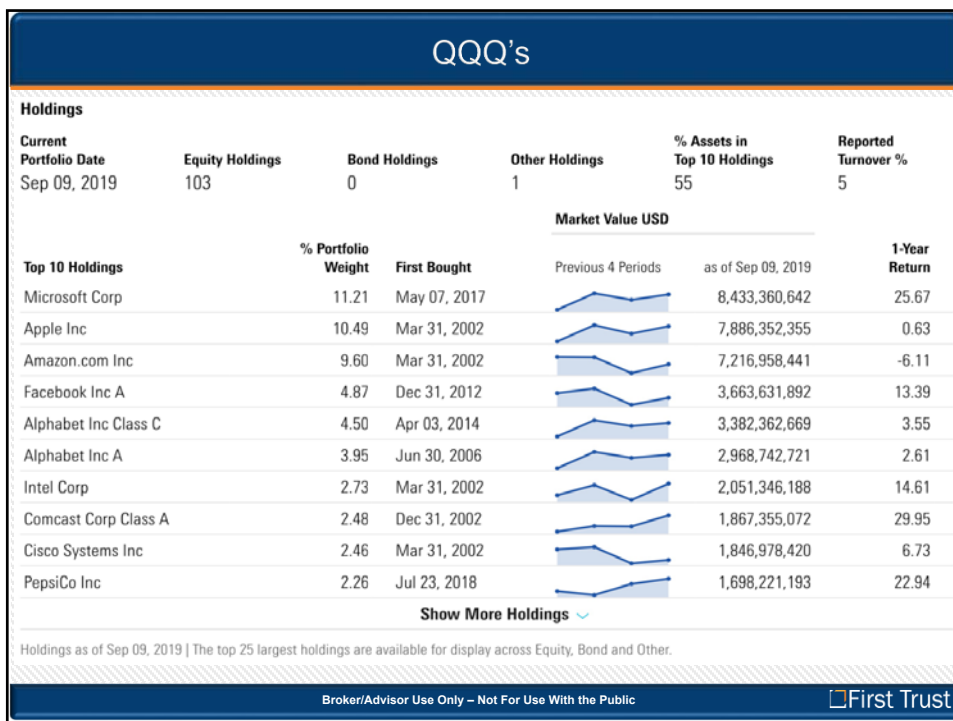 QQQ's
Holdings
Current Portfolio Date Equity Holdings Bond Holdings Other Holdings % Assets in Top 10 Holdings Reported Turnover %
Sep 09, 2019 103 0 1 55 5
Market Value USD
Top 10 Holdings % Portfolio Weight First Bought Previous 4 Periods as of Sep 09, 2019 1-Year Return
Microsoft Corp 11.21 May 07, 2017 8,433,360,642 25.67
Apple Inc 10.49 Mar 31, 2002 7,886,352,355 0.63
Amazon.com Inc 9.60 Mar 31, 2002 7,216,958,441 -6.11
Facebook Inc A 4.87 Dec 31, 2012 3,663,631,892 13.39
Alphabet Inc Class C 4.50 Apr 03, 2014 3,382,362,669 3.55
Alphabet Inc A 3.95 Jun 30, 2006 2,968,742,721 2.61
Intel Corp 2.73 Mar 31, 2002 2,051,346,188 14.61
Comcast Corp Class A 2.48 Dec 31, 2002 1,867,355,072 29.95
Cisco Systems Inc 2.46 Mar 31, 2002 1,846,978,420 6.73
PepsiCo Inc 2.26 Jul 23, 2018 1,698,221,193 22.94
Show More Holdings
Holdings as of Sep 09, 2019 | The top 25 largest holdings are available for display across Equity, Bond and Other.
Broker/Advisor Use Only – Not For Use With the Public
First Trust